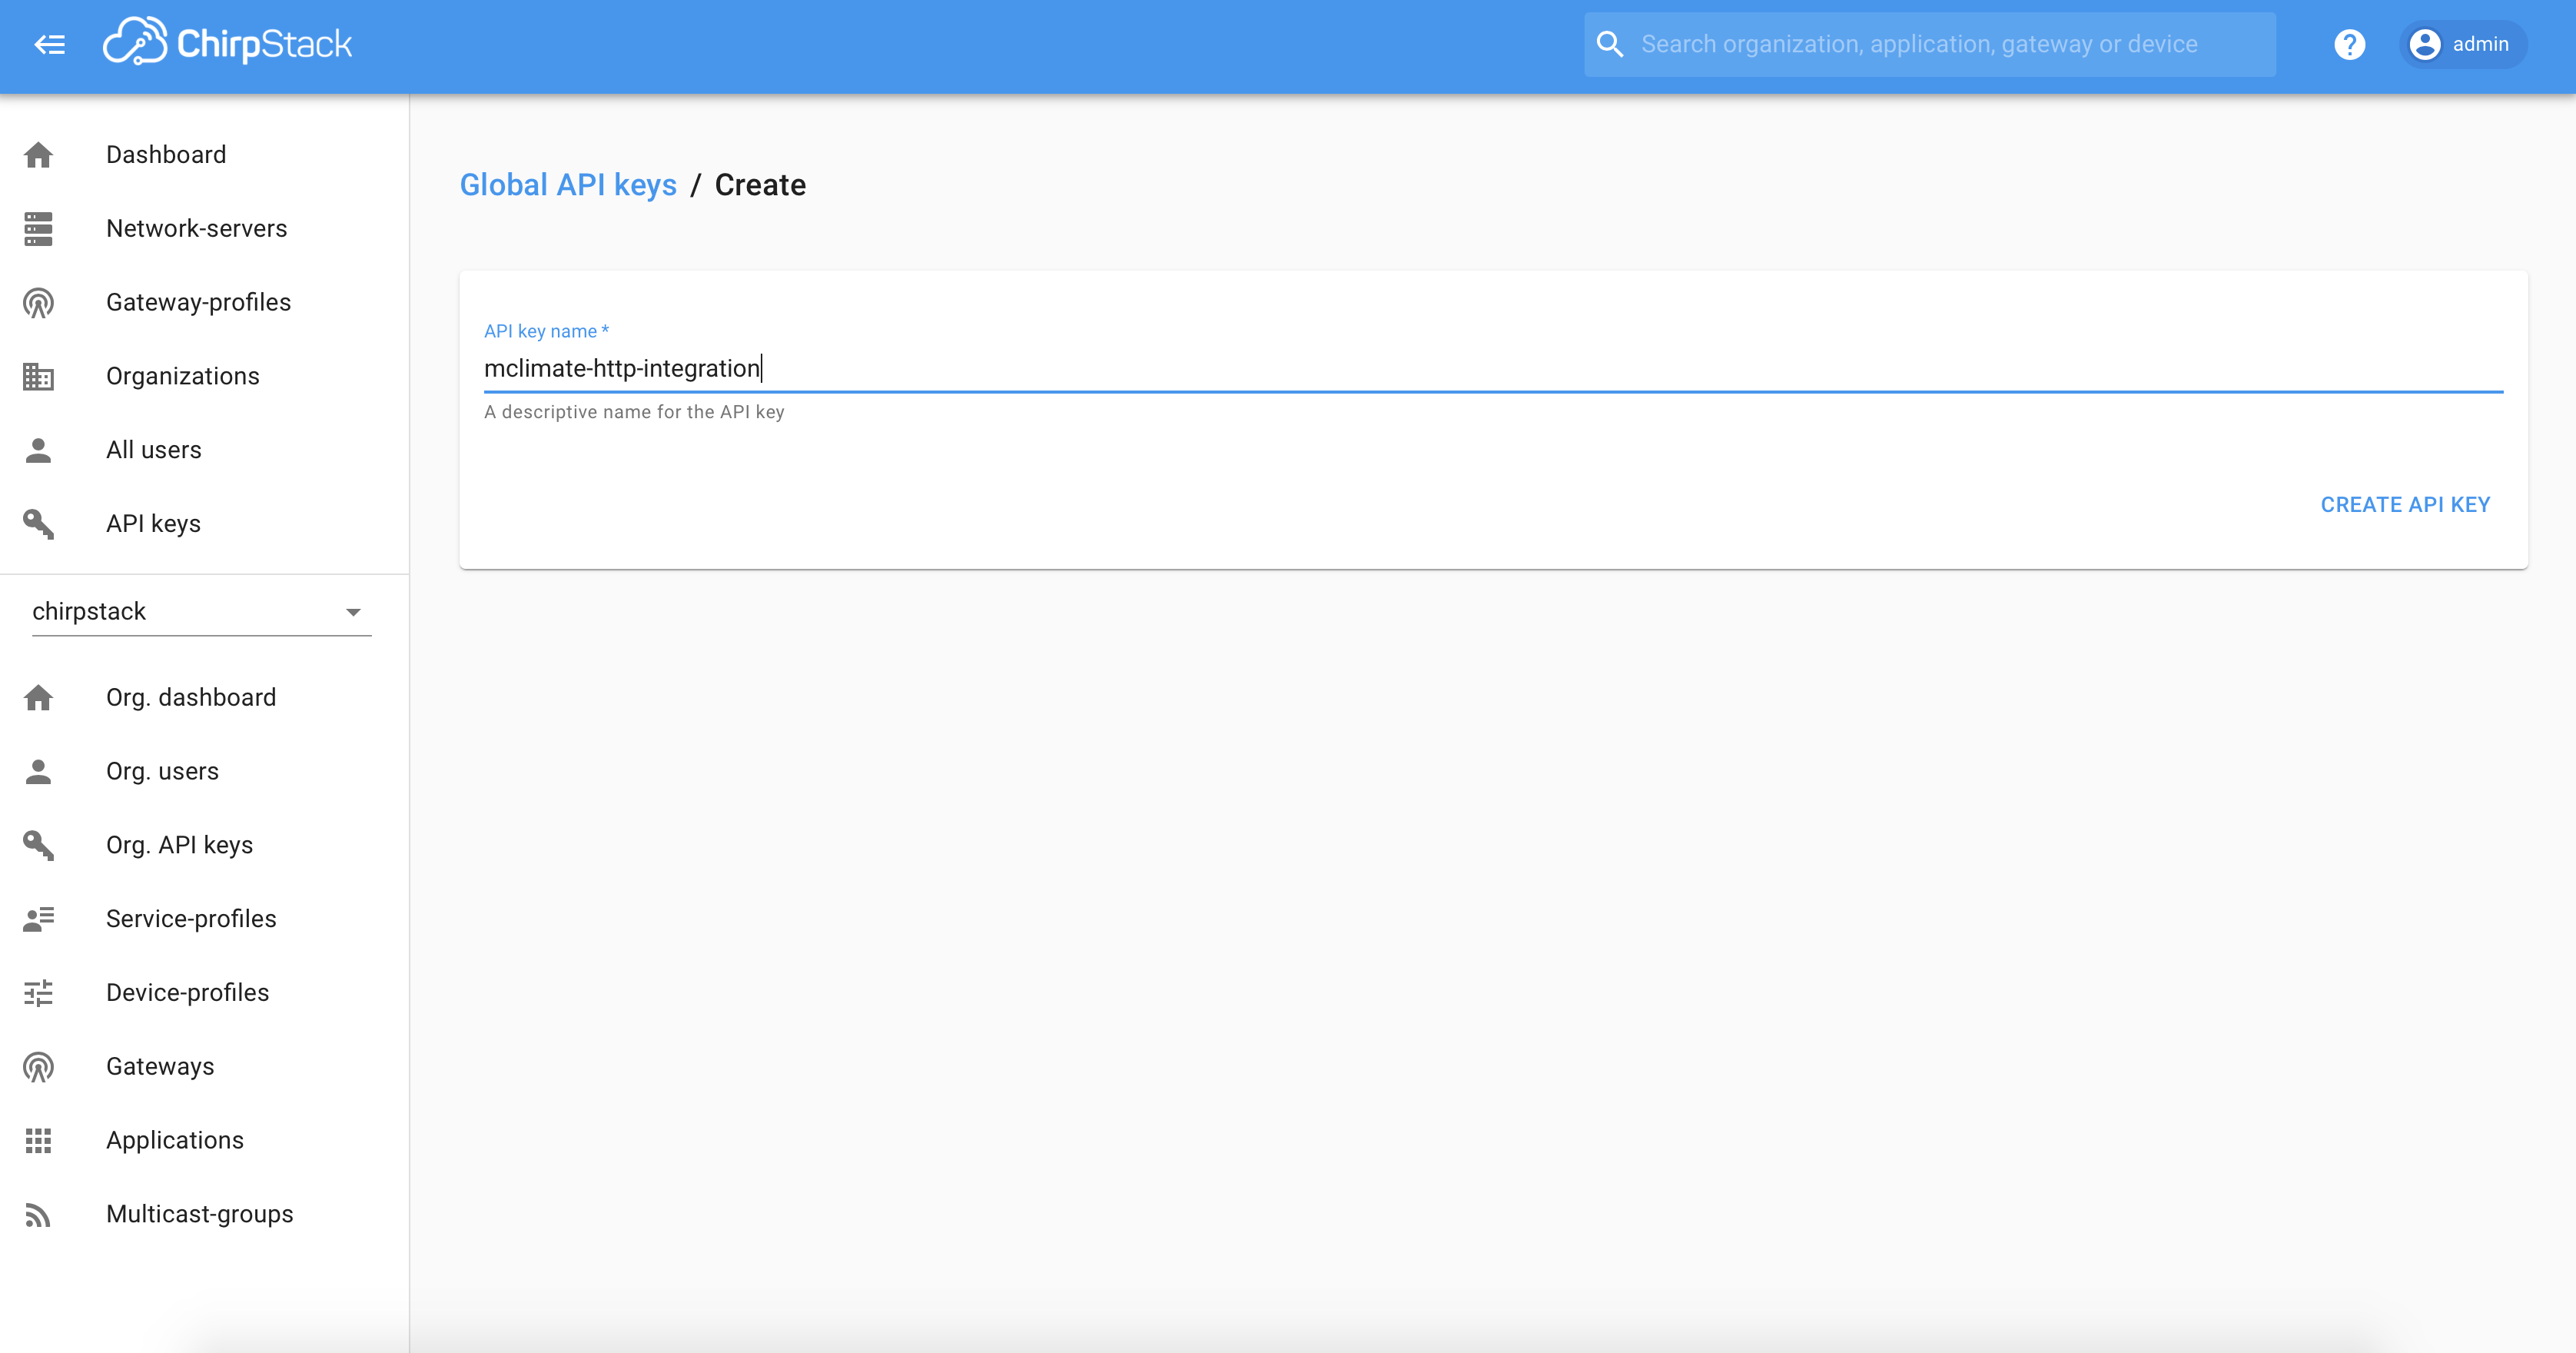 ChirpStack
Search organization, application, gateway or device
admin
Dashboard
Network-servers
Gateway-profiles
Organizations
All users
API keys
chirpstack
Org. dashboard
Org. users
Org. API keys
Service-profiles
Device-profiles
Gateways
Applications
Multicast-groups
Global API keys / Create
API key name *
mclimate-http-integration
A descriptive name for the API key
CREATE API KEY